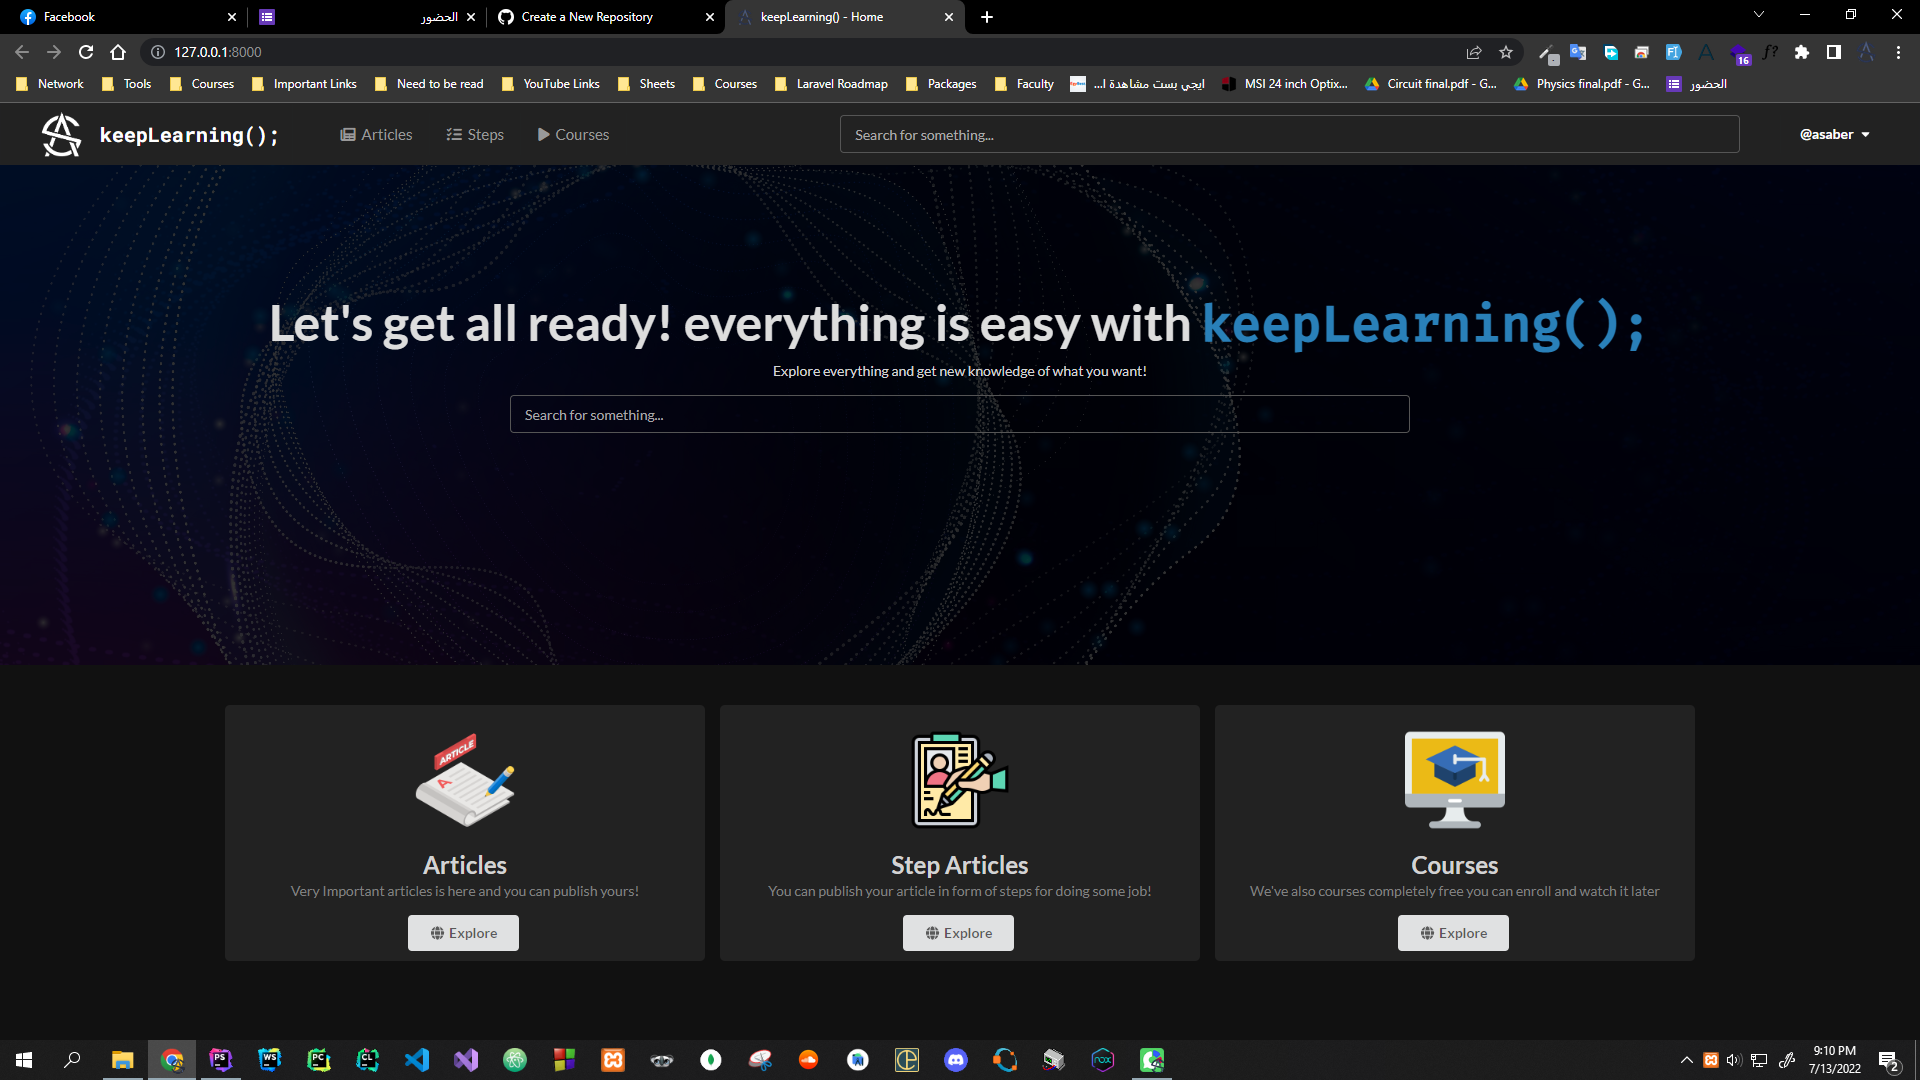 Facebook
الحضور
Create a New Repository
keepLearning() - Home
127.0.0.1:8000
16
Network
Tools
Courses
Important Links
Need to be read
YouTube Links
Sheets
Courses
Laravel Roadmap
Packages
Faculty
ايجي بست مشاهدة ا...
MSI 24 inch Optix...
Circuit final.pdf - G...
Physics final.pdf - G...
الحضور
keepLearning();
Articles
Steps
Courses
Search for something...
@asaber
Let's get all ready! everything is easy with keepLearning();
Explore everything and get new knowledge of what you want!
Search for something...
ARTICLE
A
Articles
Very Important articles is here and you can publish yours!
Explore
Step Articles
You can publish your article in form of steps for doing some job!
Explore
Courses
We've also courses completely free you can enroll and watch it later
Explore
PS
WS
PC
CL
9:10 PM
7/13/2022
2